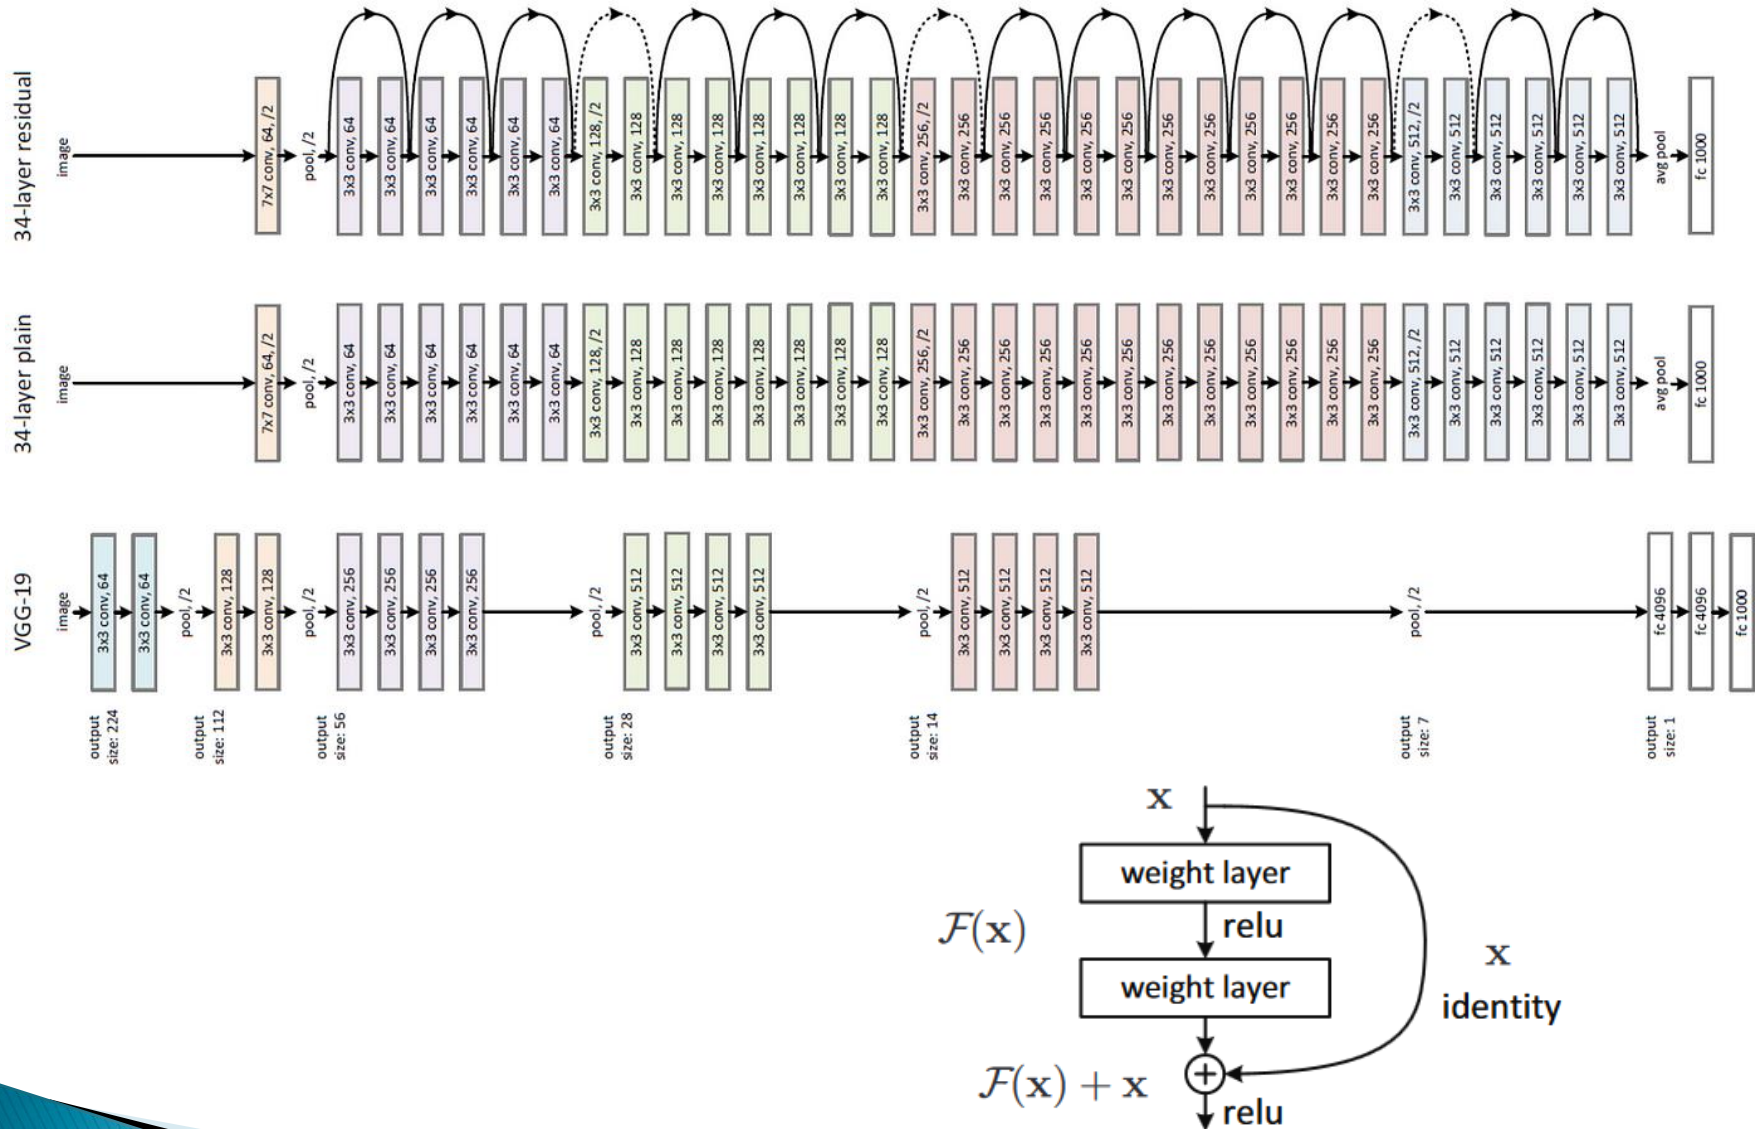 34-layer residual
image
7x7 conv, 64, /2
pool, /2
3x3 conv, 64
3x3 conv, 64
3x3 conv, 64
3x3 conv, 64
3x3 conv, 64
3x3 conv, 64
3x3 conv, 128, /2
3x3 conv, 128
3x3 conv, 128
3x3 conv, 128
3x3 conv, 128
3x3 conv, 128
3x3 conv, 128
3x3 conv, 128
3x3 conv, 256, /2
3x3 conv, 256
3x3 conv, 256
3x3 conv, 256
3x3 conv, 256
3x3 conv, 256
3x3 conv, 256
3x3 conv, 256
3x3 conv, 256
3x3 conv, 256
3x3 conv, 256
3x3 conv, 256
3x3 conv, 512, /2
3x3 conv, 512
3x3 conv, 512
3x3 conv, 512
3x3 conv, 512
3x3 conv, 512
avg pool
fc 1000
34-layer plain
image
7x7 conv, 64, /2
pool, /2
3x3 conv, 64
3x3 conv, 64
3x3 conv, 64
3x3 conv, 64
3x3 conv, 64
3x3 conv, 64
3x3 conv, 128, /2
3x3 conv, 128
3x3 conv, 128
3x3 conv, 128
3x3 conv, 128
3x3 conv, 128
3x3 conv, 128
3x3 conv, 128
3x3 conv, 256, /2
3x3 conv, 256
3x3 conv, 256
3x3 conv, 256
3x3 conv, 256
3x3 conv, 256
3x3 conv, 256
3x3 conv, 256
3x3 conv, 256
3x3 conv, 256
3x3 conv, 256
3x3 conv, 256
3x3 conv, 512, /2
3x3 conv, 512
3x3 conv, 512
3x3 conv, 512
3x3 conv, 512
3x3 conv, 512
avg pool
fc 1000
VGG-19
image
3x3 conv, 64
3x3 conv, 64
pool, /2
3x3 conv, 128
3x3 conv, 128
pool, /2
3x3 conv, 256
3x3 conv, 256
3x3 conv, 256
3x3 conv, 256
pool, /2
3x3 conv, 512
3x3 conv, 512
3x3 conv, 512
3x3 conv, 512
pool, /2
3x3 conv, 512
3x3 conv, 512
3x3 conv, 512
3x3 conv, 512
pool, /2
fc 4096
fc 4096
fc 1000
output
size: 224
output
size: 112
output
size: 56
output
size: 28
output
size: 14
output
size: 7
output
size: 1
x
weight layer
F(x)
relu
weight layer
x
identity
F(x) + x
+
relu